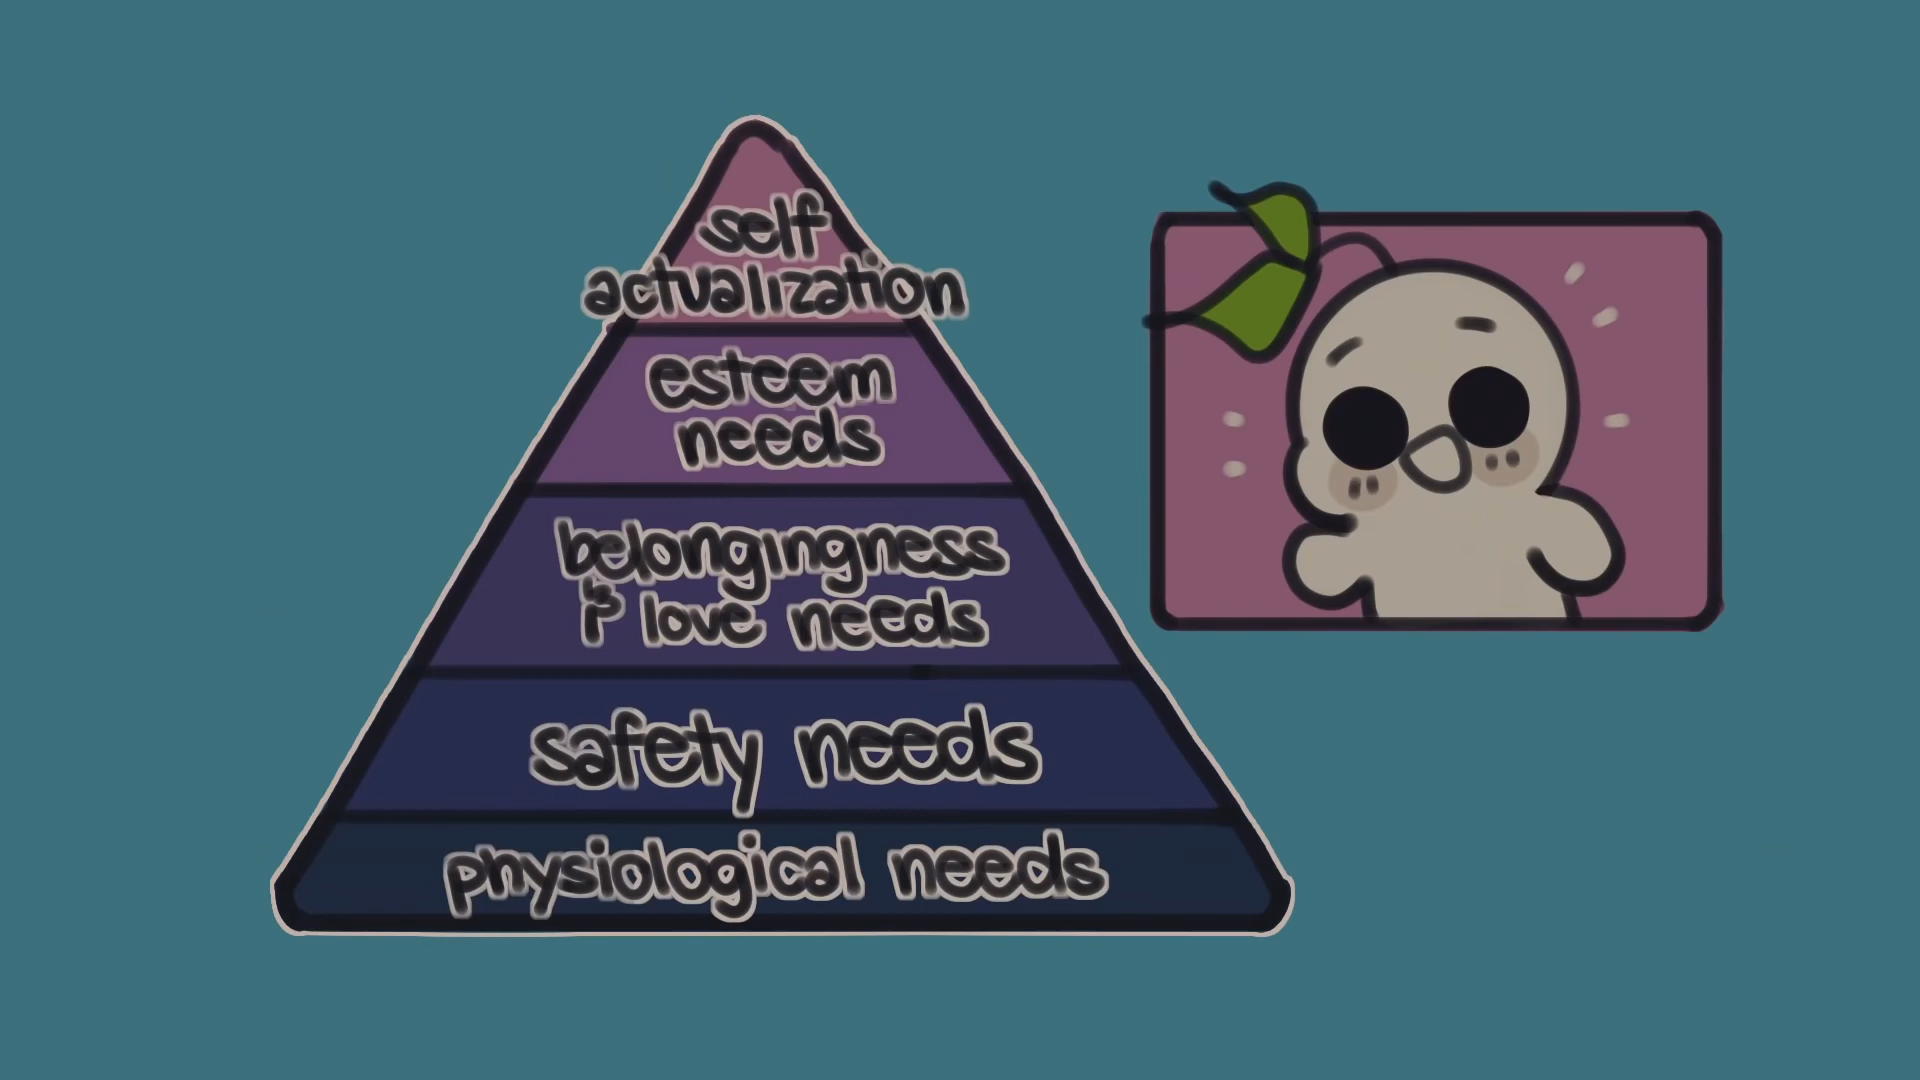 self
actualization
esteem
needs
belongingness
& love needs
safety needs
physiological needs